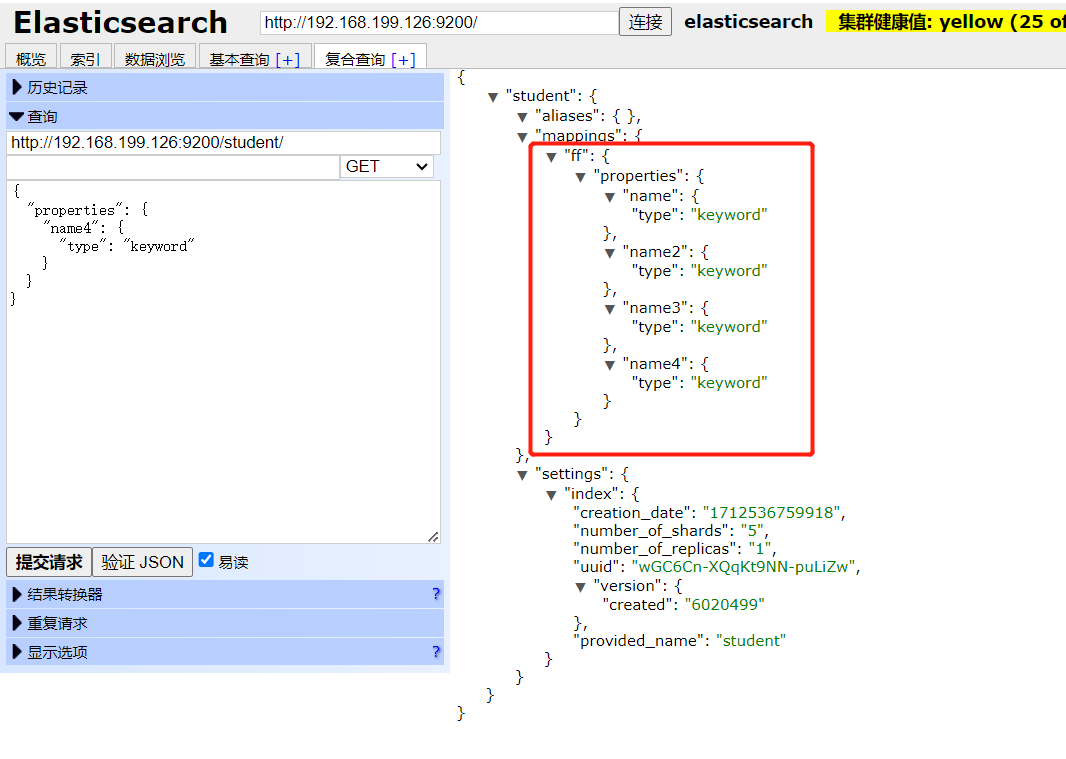 Elasticsearch
http://192.168.199.126:9200/
连接
elasticsearch
集群健康值: yellow (25 of
概览
索引
数据浏览
基本查询 [+]
复合查询 [+]
▶ 历史记录
▼ 查询
http://192.168.199.126:9200/student/
GET
{
"properties": {
"name4": {
"type": "keyword"
}
}
}
提交请求
验证 JSON
易读
▶ 结果转换器 ?
▶ 重复请求
▶ 显示选项 ?
{
▼ "student": {
▼ "aliases": { },
▼ "mappings": {
▼ "ff": {
▼ "properties": {
▼ "name": {
"type": "keyword"
},
▼ "name2": {
"type": "keyword"
},
▼ "name3": {
"type": "keyword"
},
▼ "name4": {
"type": "keyword"
}
}
}
},
▼ "settings": {
▼ "index": {
"creation_date": "1712536759918",
"number_of_shards": "5",
"number_of_replicas": "1",
"uuid": "wGC6Cn-XQqKt9NN-puLiZw",
▼ "version": {
"created": "6020499"
},
"provided_name": "student"
}
}
}
}